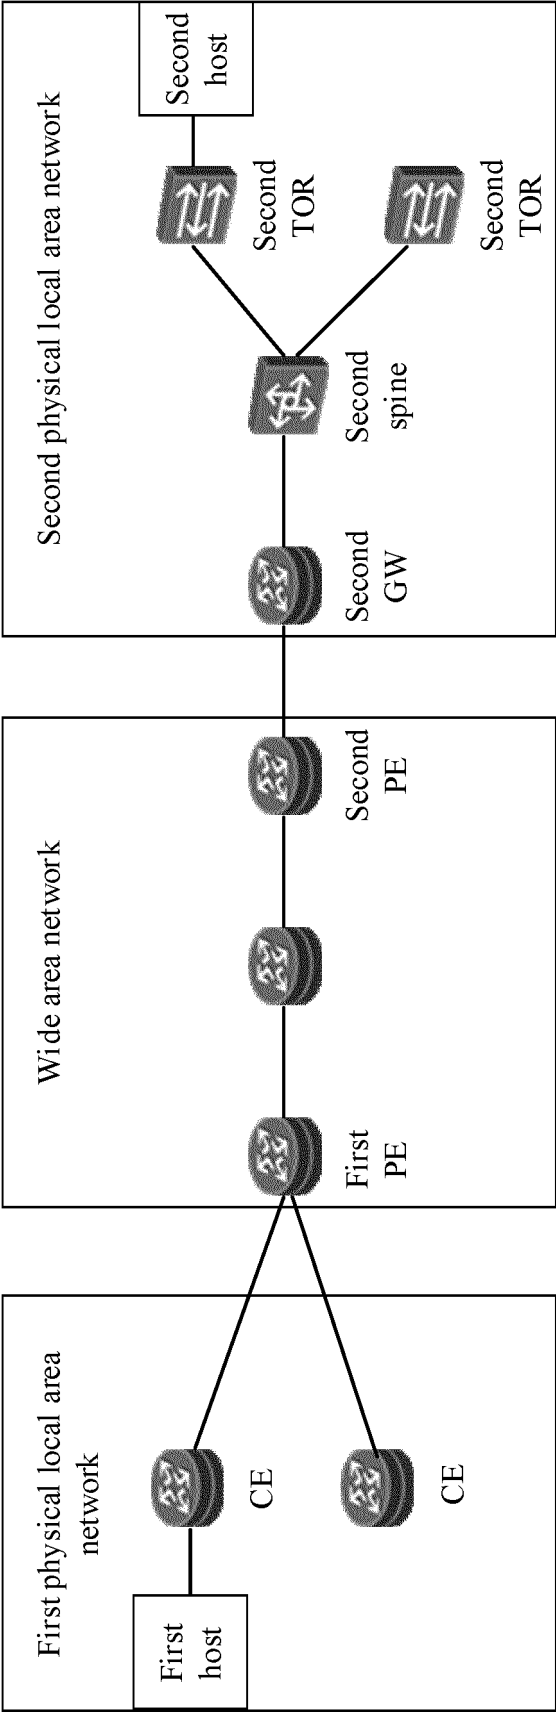 First physical local area
network
First
host
CE
CE
Wide area network
First
PE
Second
PE
Second physical local area network
Second
GW
Second
spine
Second
TOR
Second
TOR
Second
host